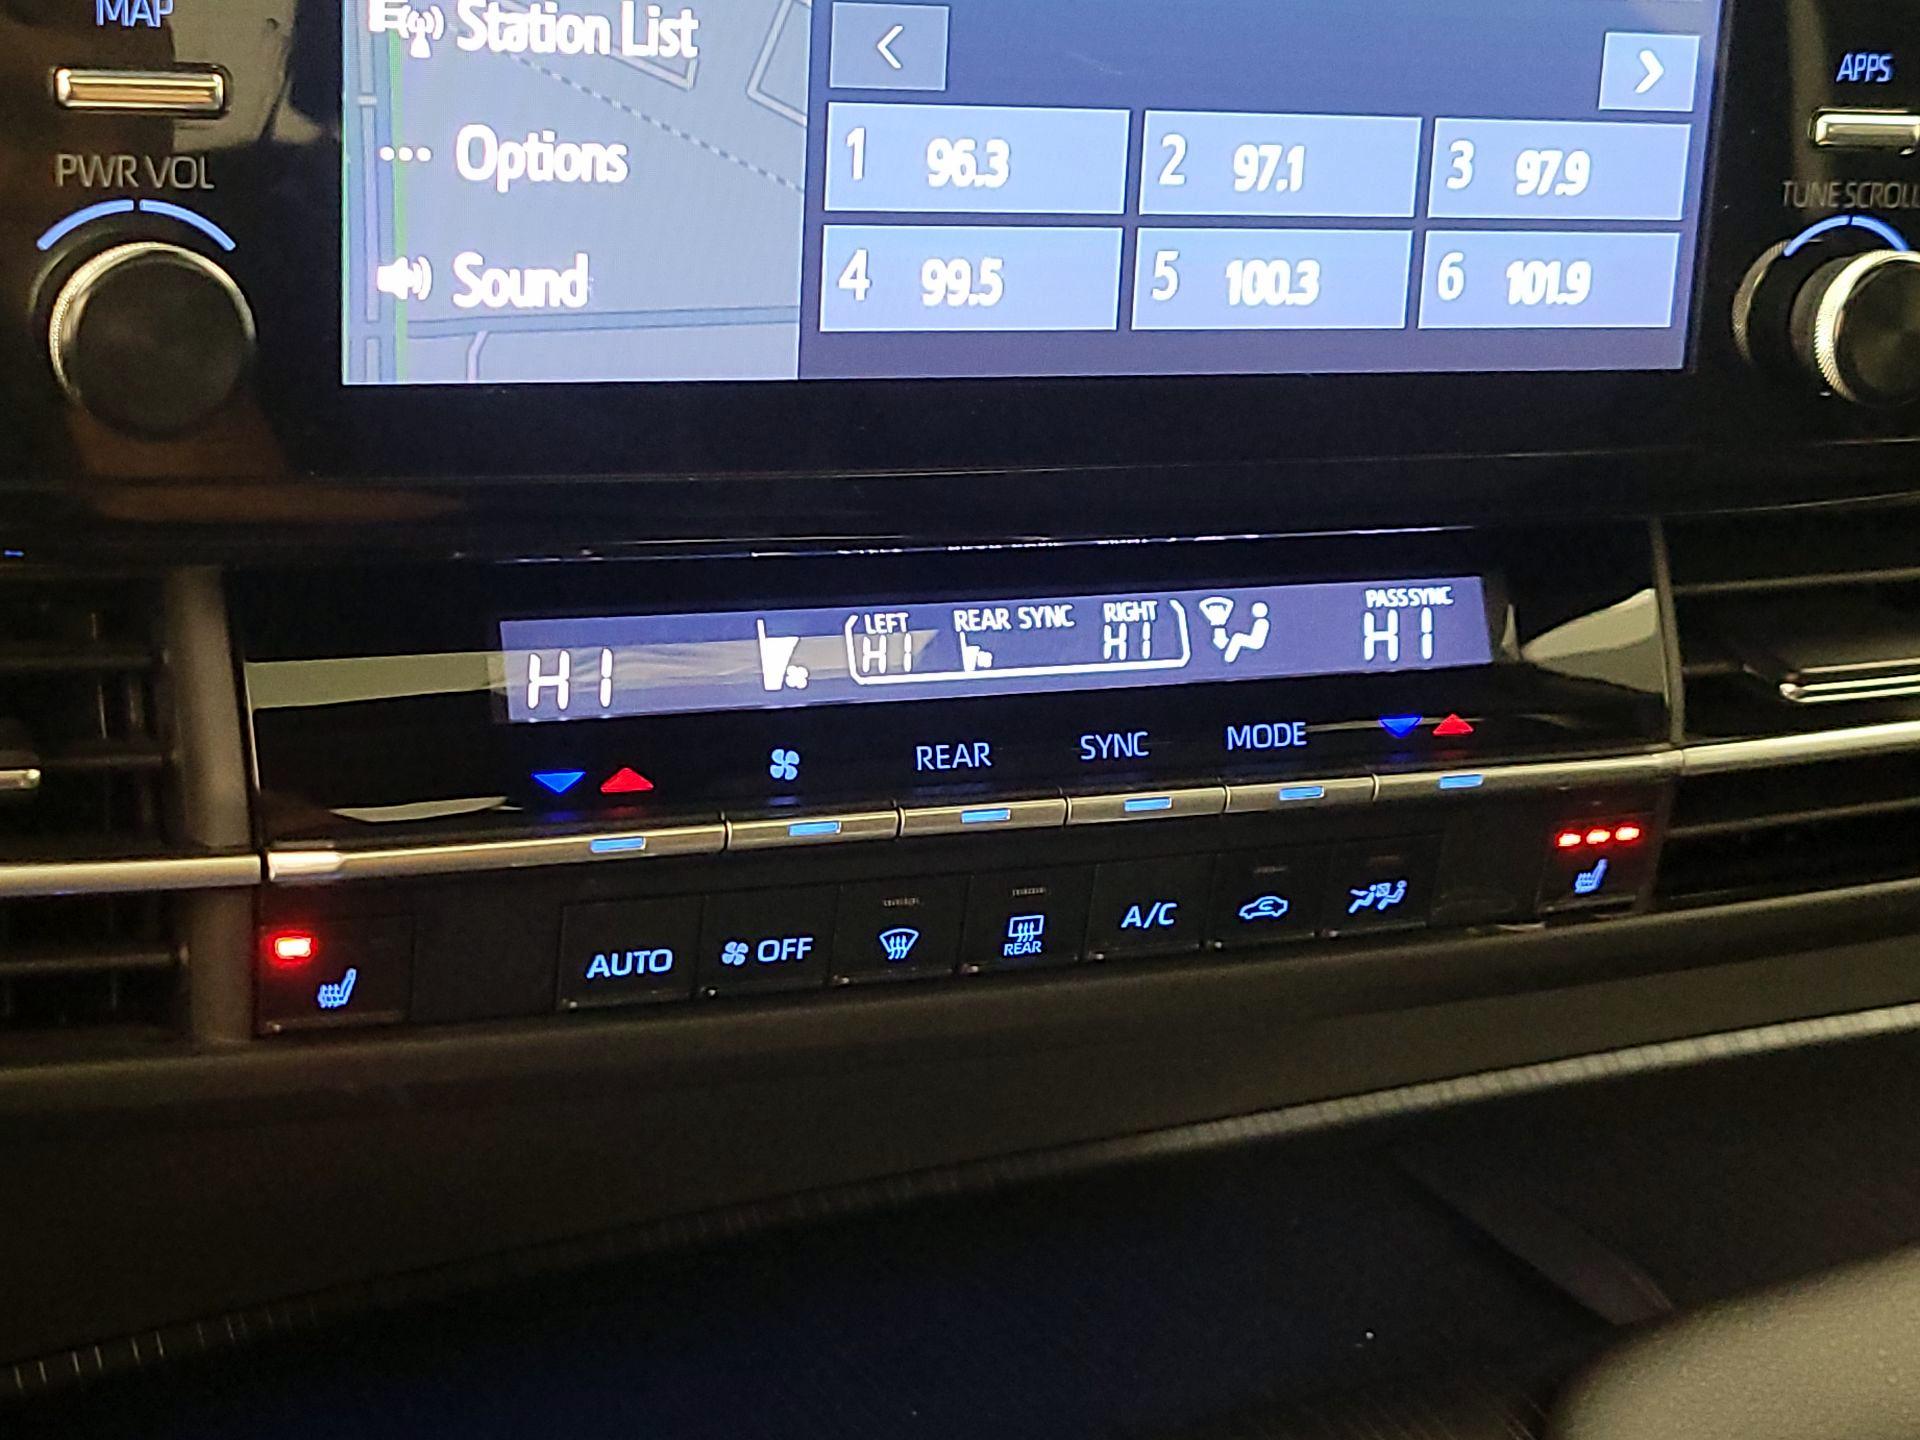 MAP
Station List
APPS
PWR VOL
Options
1 96.3
2 97.1
3 97.9
TUNE SCROLL
Sound
4 99.5
5 100.3
6 101.9
HI
LEFT
HI
REAR SYNC
RIGHT
HI
PASSSYNC
HI
REAR
SYNC
MODE
AUTO
OFF
REAR
A/C